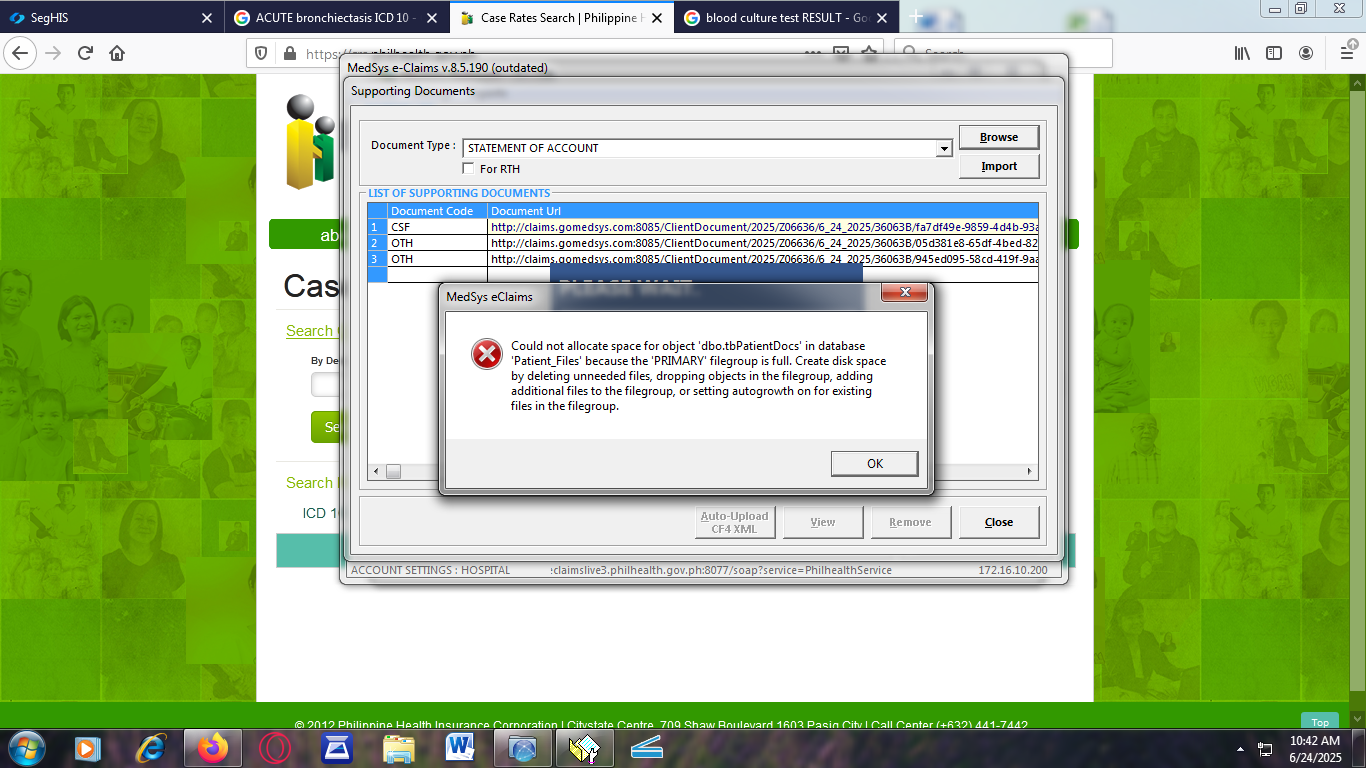 SegHIS
ACUTE bronchiectasis ICD 10 -
Case Rates Search | Philippine H
blood culture test RESULT - Goo
https://
philhealth.gov.ph
Search
MedSys e-Claims v.8.5.190 (outdated)
Supporting Documents
Document Type :
STATEMENT OF ACCOUNT
Browse
For RTH
Import
LIST OF SUPPORTING DOCUMENTS
Document Code
Document Url
1 CSF http://claims.gomedsys.com:8085/ClientDocument/2025/Z06636/6_24_2025/36063B/fa7df49e-9859-4d4b-93a
2 OTH http://claims.gomedsys.com:8085/ClientDocument/2025/Z06636/6_24_2025/36063B/05d381e8-65df-4bed-82
3 OTH http://claims.gomedsys.com:8085/ClientDocument/2025/Z06636/6_24_2025/36063B/945ed095-58cd-419f-9aa
PLEASE WAIT..
MedSys eClaims
Could not allocate space for object 'dbo.tbPatientDocs' in database
'Patient_Files' because the 'PRIMARY' filegroup is full. Create disk space
by deleting unneeded files, dropping objects in the filegroup, adding
additional files to the filegroup, or setting autogrowth on for existing
files in the filegroup.
OK
Auto-Upload
CF4 XML
View
Remove
Close
ACCOUNT SETTINGS : HOSPITAL
eclaimslive3.philhealth.gov.ph:8077/soap?service=PhilhealthService
172.16.10.200
ab
Cas
Search
By De
Se
Search
ICD 10
© 2012 Philippine Health Insurance Corporation | Citystate Centre, 709 Shaw Boulevard 1603 Pasig City | Call Center (+632) 441-7442
Top
10:42 AM
6/24/2025